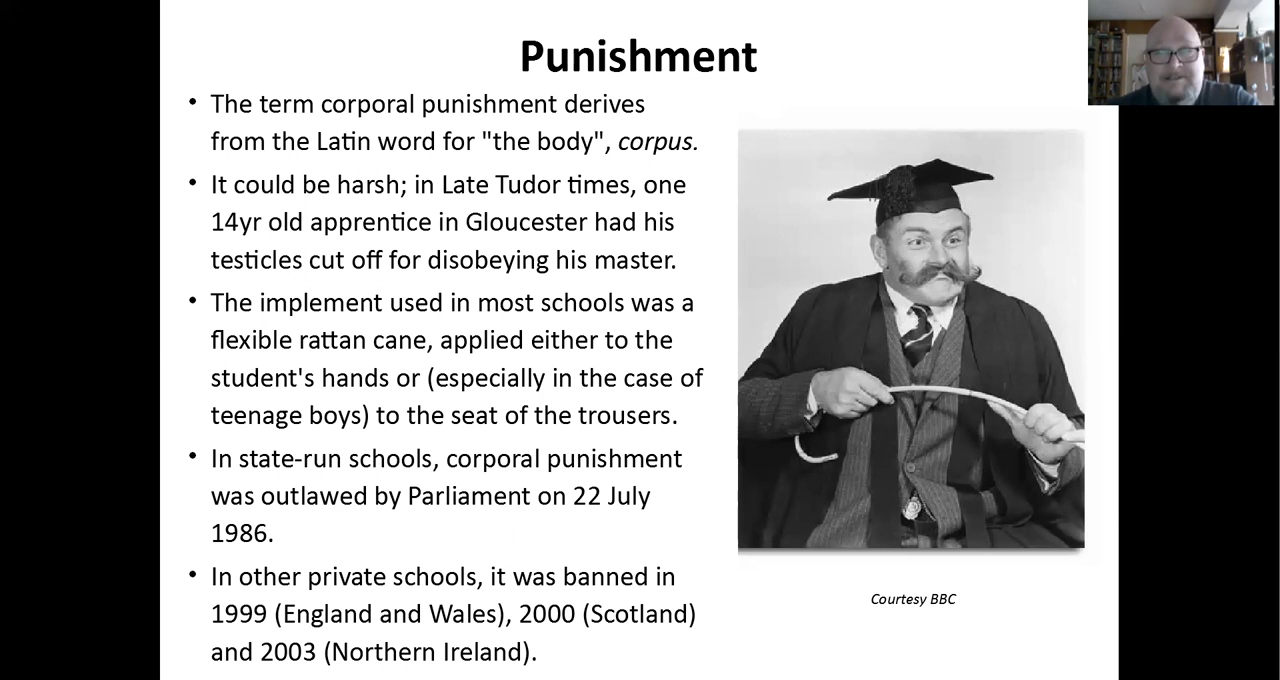 Punishment
• The term corporal punishment derives
from the Latin word for "the body", corpus.
• It could be harsh; in Late Tudor times, one
14yr old apprentice in Gloucester had his
testicles cut off for disobeying his master.
• The implement used in most schools was a
flexible rattan cane, applied either to the
student's hands or (especially in the case of
teenage boys) to the seat of the trousers.
• In state-run schools, corporal punishment
was outlawed by Parliament on 22 July
1986.
• In other private schools, it was banned in
1999 (England and Wales), 2000 (Scotland)
and 2003 (Northern Ireland).
Courtesy BBC